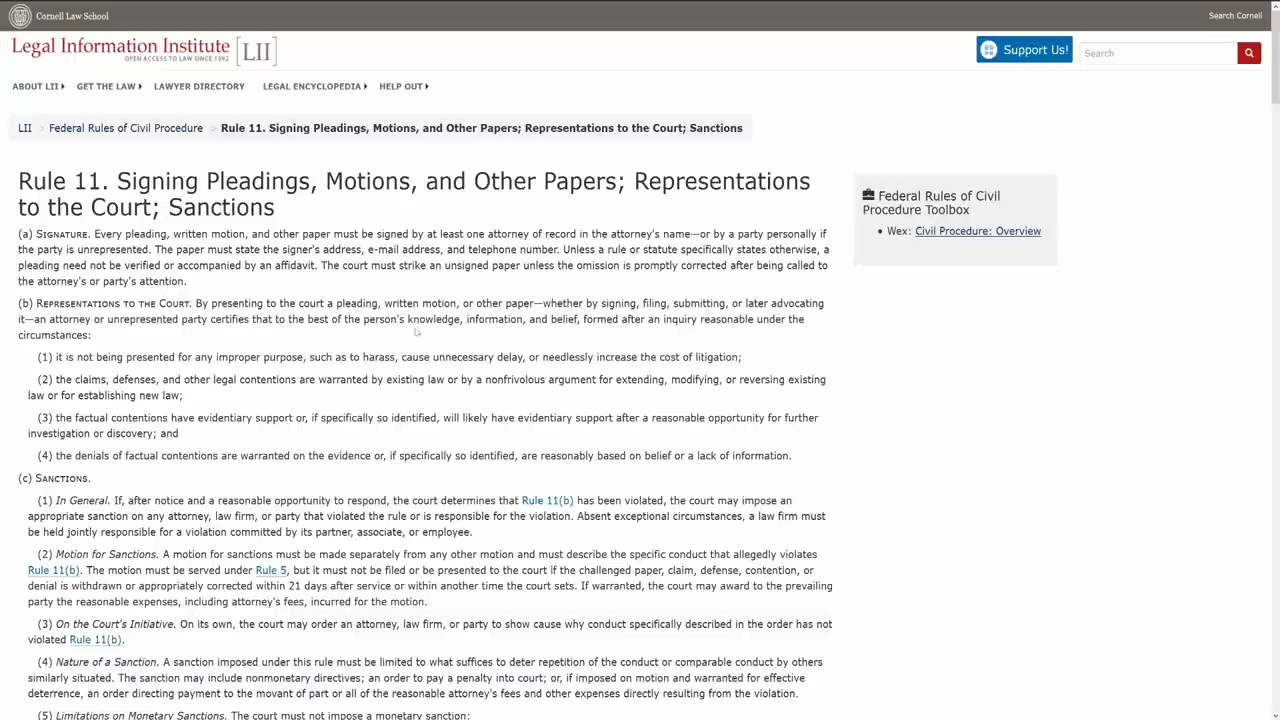 Cornell Law School
Search Cornell
Legal Information Institute [LII]
OPEN ACCESS TO LAW SINCE 1992
Support Us!
Search
ABOUT LII GET THE LAW LAWYER DIRECTORY LEGAL ENCYCLOPEDIA HELP OUT
LII > Federal Rules of Civil Procedure > Rule 11. Signing Pleadings, Motions, and Other Papers; Representations to the Court; Sanctions
Rule 11. Signing Pleadings, Motions, and Other Papers; Representations
to the Court; Sanctions
(a) SIGNATURE. Every pleading, written motion, and other paper must be signed by at least one attorney of record in the attorney's name—or by a party personally if
the party is unrepresented. The paper must state the signer's address, e-mail address, and telephone number. Unless a rule or statute specifically states otherwise, a
pleading need not be verified or accompanied by an affidavit. The court must strike an unsigned paper unless the omission is promptly corrected after being called to
the attorney's or party's attention.
(b) REPRESENTATIONS TO THE COURT. By presenting to the court a pleading, written motion, or other paper—whether by signing, filing, submitting, or later advocating
it—an attorney or unrepresented party certifies that to the best of the person's knowledge, information, and belief, formed after an inquiry reasonable under the
circumstances:
(1) it is not being presented for any improper purpose, such as to harass, cause unnecessary delay, or needlessly increase the cost of litigation;
(2) the claims, defenses, and other legal contentions are warranted by existing law or by a nonfrivolous argument for extending, modifying, or reversing existing
law or for establishing new law;
(3) the factual contentions have evidentiary support or, if specifically so identified, will likely have evidentiary support after a reasonable opportunity for further
investigation or discovery; and
(4) the denials of factual contentions are warranted on the evidence or, if specifically so identified, are reasonably based on belief or a lack of information.
(c) SANCTIONS.
(1) In General. If, after notice and a reasonable opportunity to respond, the court determines that Rule 11(b) has been violated, the court may impose an
appropriate sanction on any attorney, law firm, or party that violated the rule or is responsible for the violation. Absent exceptional circumstances, a law firm must
be held jointly responsible for a violation committed by its partner, associate, or employee.
(2) Motion for Sanctions. A motion for sanctions must be made separately from any other motion and must describe the specific conduct that allegedly violates
Rule 11(b). The motion must be served under Rule 5, but it must not be filed or be presented to the court if the challenged paper, claim, defense, contention, or
denial is withdrawn or appropriately corrected within 21 days after service or within another time the court sets. If warranted, the court may award to the prevailing
party the reasonable expenses, including attorney's fees, incurred for the motion.
(3) On the Court's Initiative. On its own, the court may order an attorney, law firm, or party to show cause why conduct specifically described in the order has not
violated Rule 11(b).
(4) Nature of a Sanction. A sanction imposed under this rule must be limited to what suffices to deter repetition of the conduct or comparable conduct by others
similarly situated. The sanction may include nonmonetary directives; an order to pay a penalty into court; or, if imposed on motion and warranted for effective
deterrence, an order directing payment to the movant of part or all of the reasonable attorney's fees and other expenses directly resulting from the violation.
(5) Limitations on Monetary Sanctions. The court must not impose a monetary sanction:
Federal Rules of Civil
Procedure Toolbox
• Wex: Civil Procedure: Overview